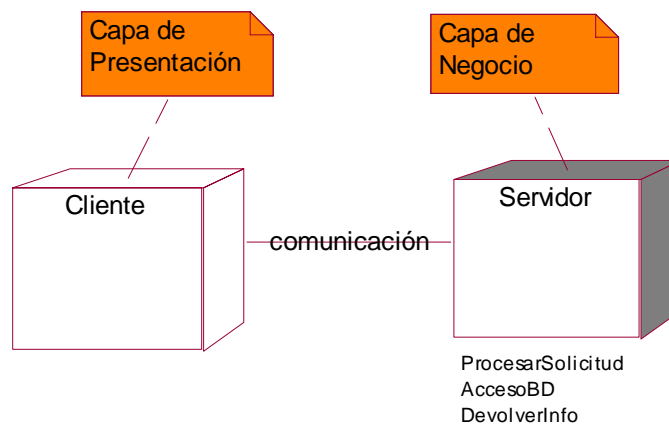 Capa de
Presentación
Capa de
Negocio
Cliente
Servidor
comunicación
ProcesarSolicitud
AccesoBD
DevolverInfo